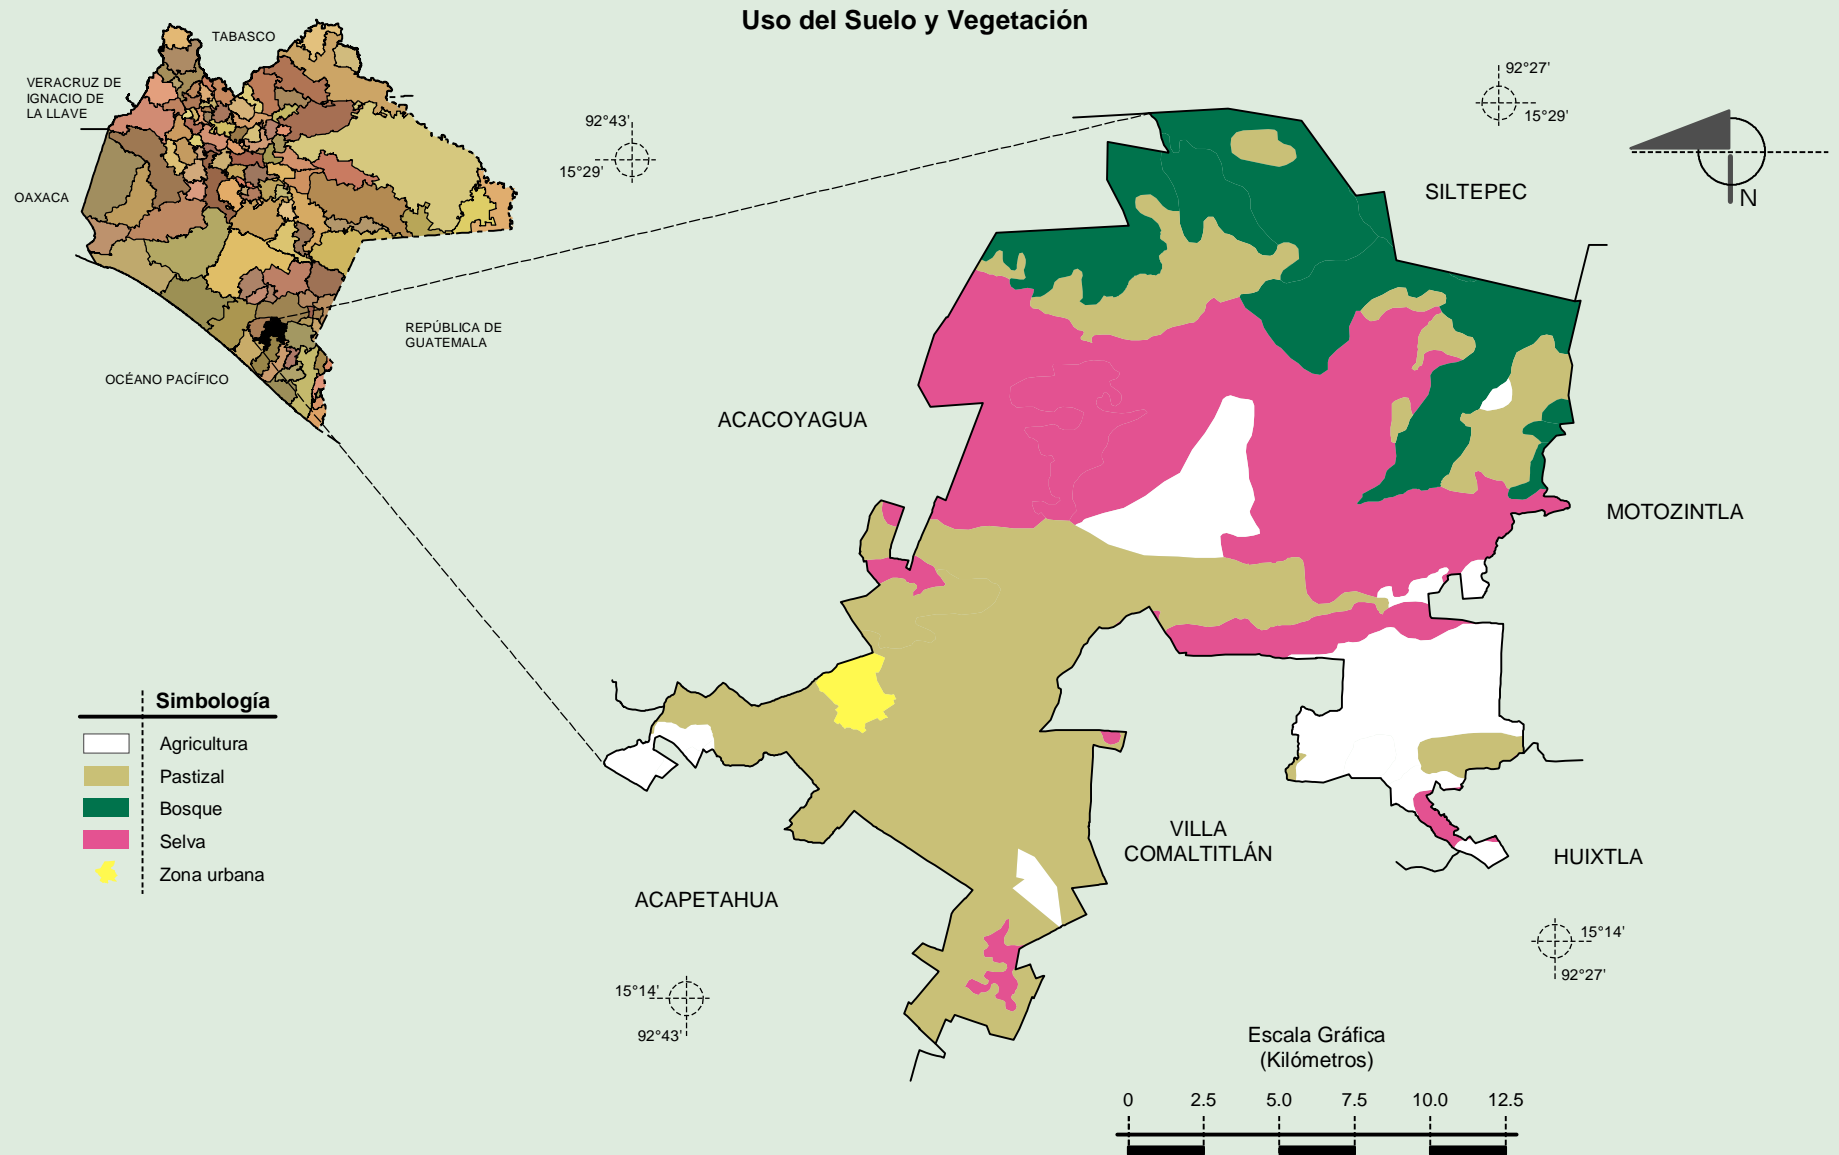 Uso del Suelo y Vegetación
TABASCO
VERACRUZ DE
IGNACIO DE
LA LLAVE
OAXACA
REPÚBLICA DE
GUATEMALA
OCÉANO PACÍFICO
92°43'
15°29'
92°27'
15°29'
N
SILTEPEC
ACACOYAGUA
MOTOZINTLA
VILLA
COMALTITLÁN
HUIXTLA
ACAPETAHUA
Simbología
Agricultura
Pastizal
Bosque
Selva
Zona urbana
15°14'
92°43'
15°14'
92°27'
Escala Gráfica
(Kilómetros)
0 2.5 5.0 7.5 10.0 12.5